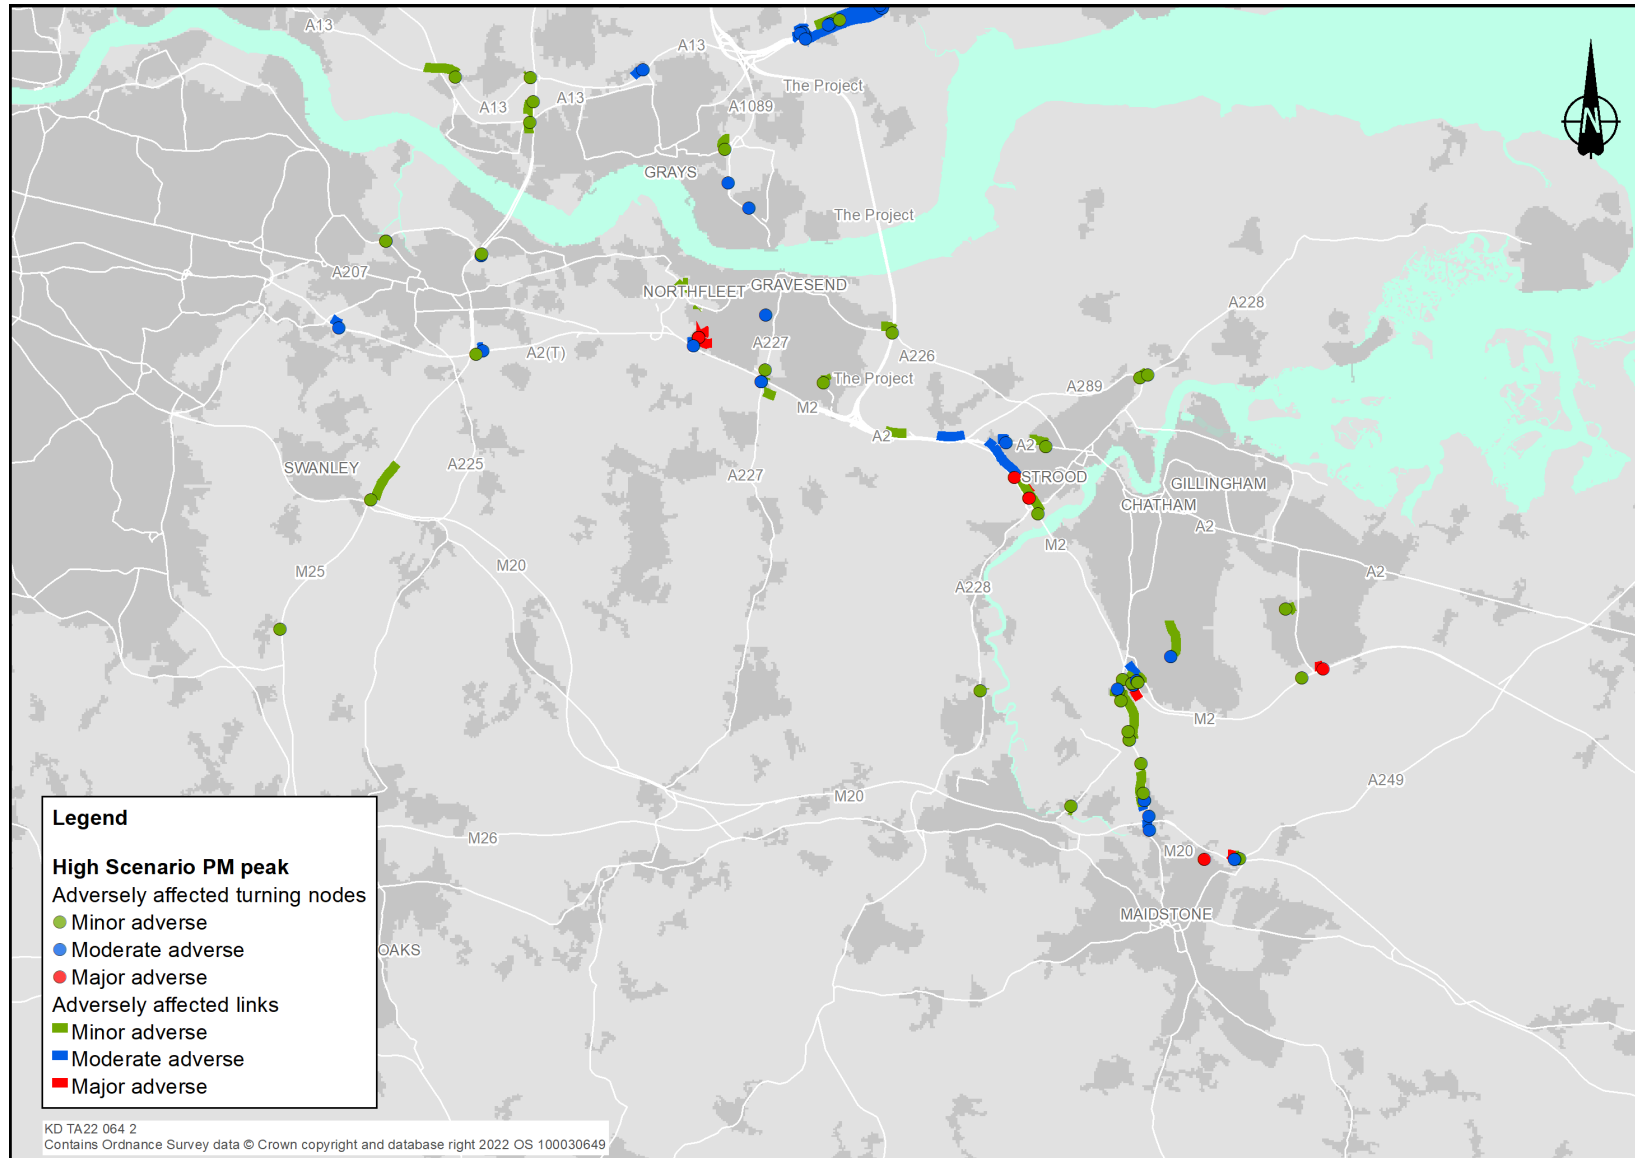 A13
A13
The Project
A13
A13
A1089
N
GRAYS
The Project
A207
NORTHFLEET
GRAVESEND
A228
A2(T)
A227
A226
The Project
A289
M2
A2
A2
SWANLEY
A225
A227
STROOD
GILLINGHAM
CHATHAM
A2
M2
M25
M20
A228
A2
M2
A249
M20
M26
M20
MAIDSTONE
OAKS
Legend
High Scenario PM peak
Adversely affected turning nodes
Minor adverse
Moderate adverse
Major adverse
Adversely affected links
Minor adverse
Moderate adverse
Major adverse
KD TA22 064 2
Contains Ordnance Survey data © Crown copyright and database right 2022 OS 100030649